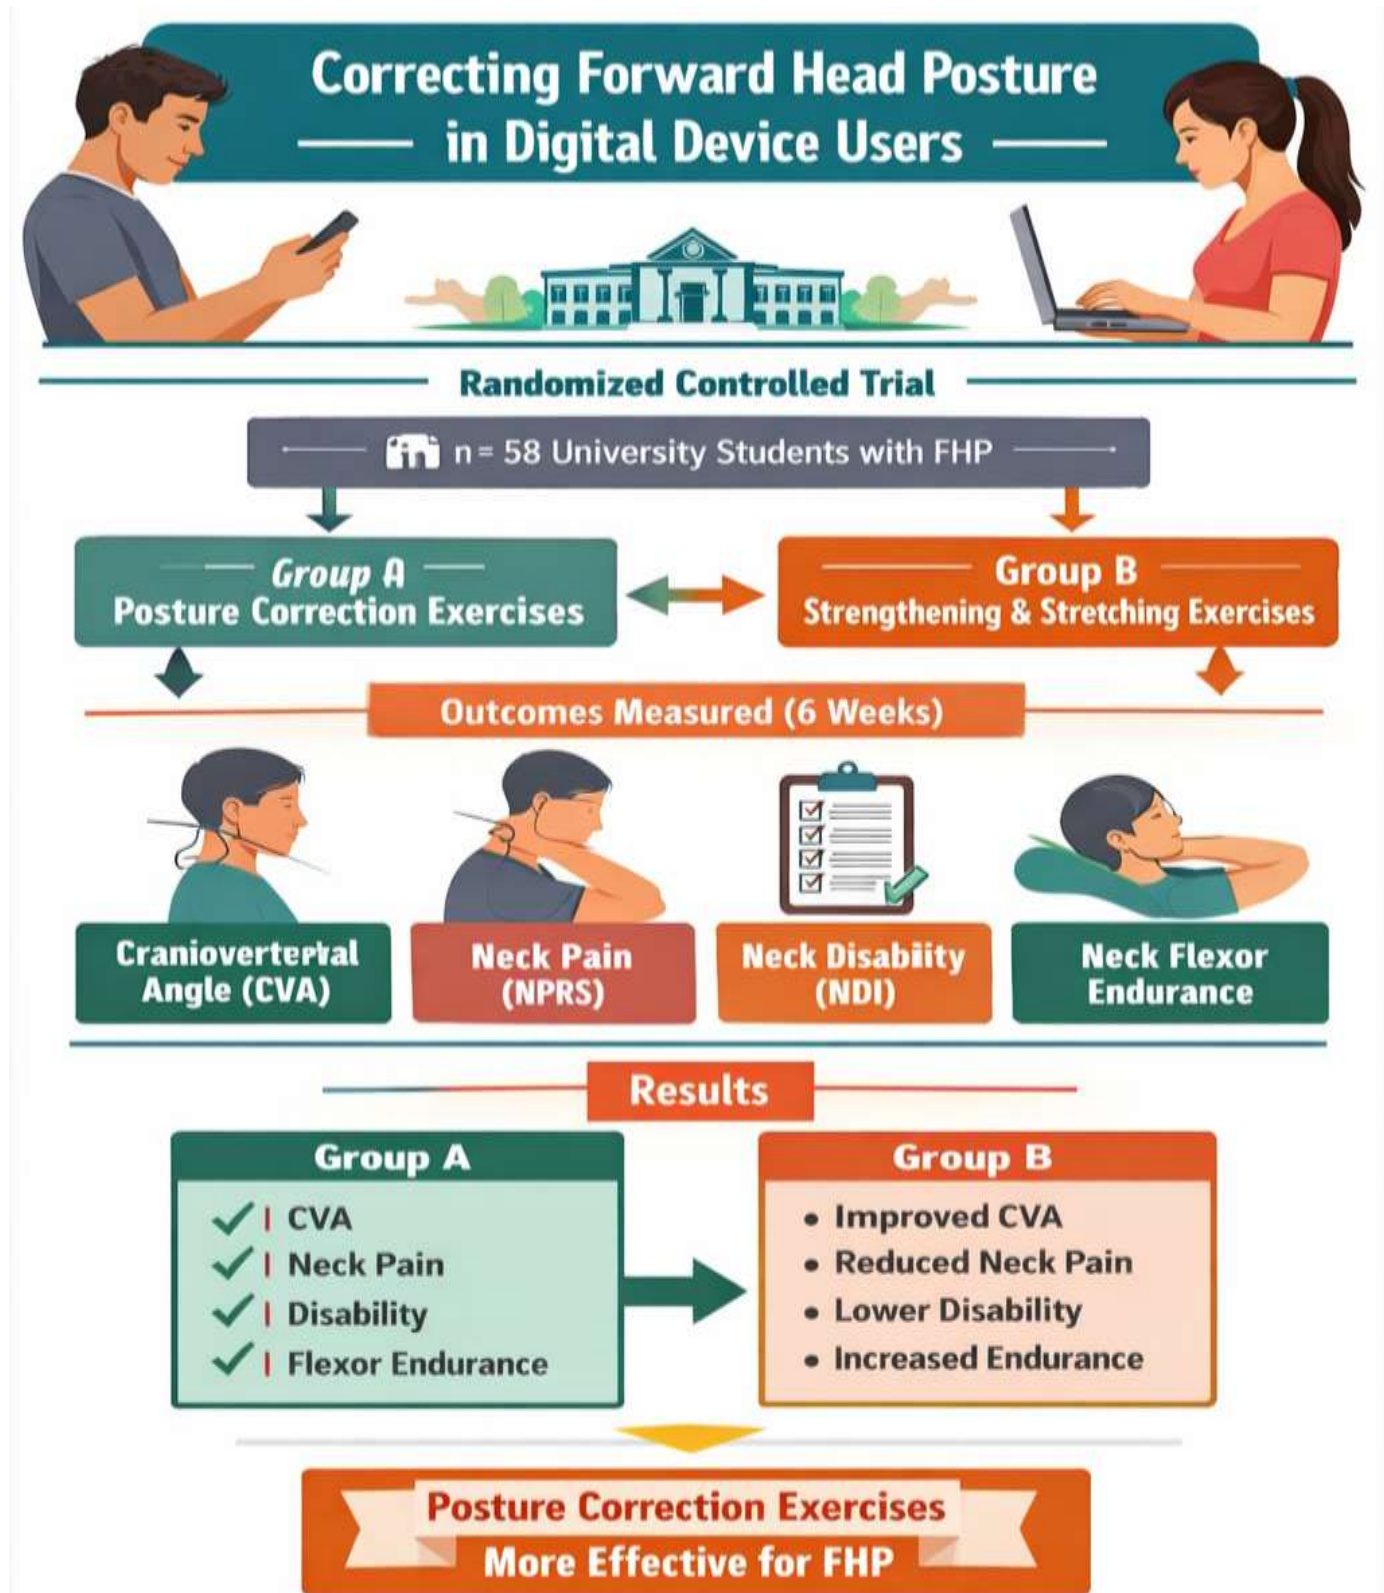 Correcting Forward Head Posture
in Digital Device Users
Randomized Controlled Trial
n = 58 University Students with FHP
Group A
Posture Correction Exercises
Group B
Strengthening & Stretching Exercises
Outcomes Measured (6 Weeks)
Craniovertertal
Angle (CVA)
Neck Pain
(NPRS)
Neck Disability
(NDI)
Neck Flexor
Endurance
Results
Group A
CVA
Neck Pain
Disability
Flexor Endurance
Group B
• Improved CVA
• Reduced Neck Pain
• Lower Disability
• Increased Endurance
Posture Correction Exercises
More Effective for FHP